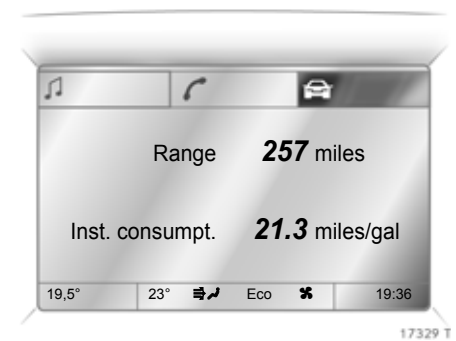 Range 257 miles
Inst. consumpt. 21.3 miles/gal
19,5° 23° Eco 19:36
17329 T